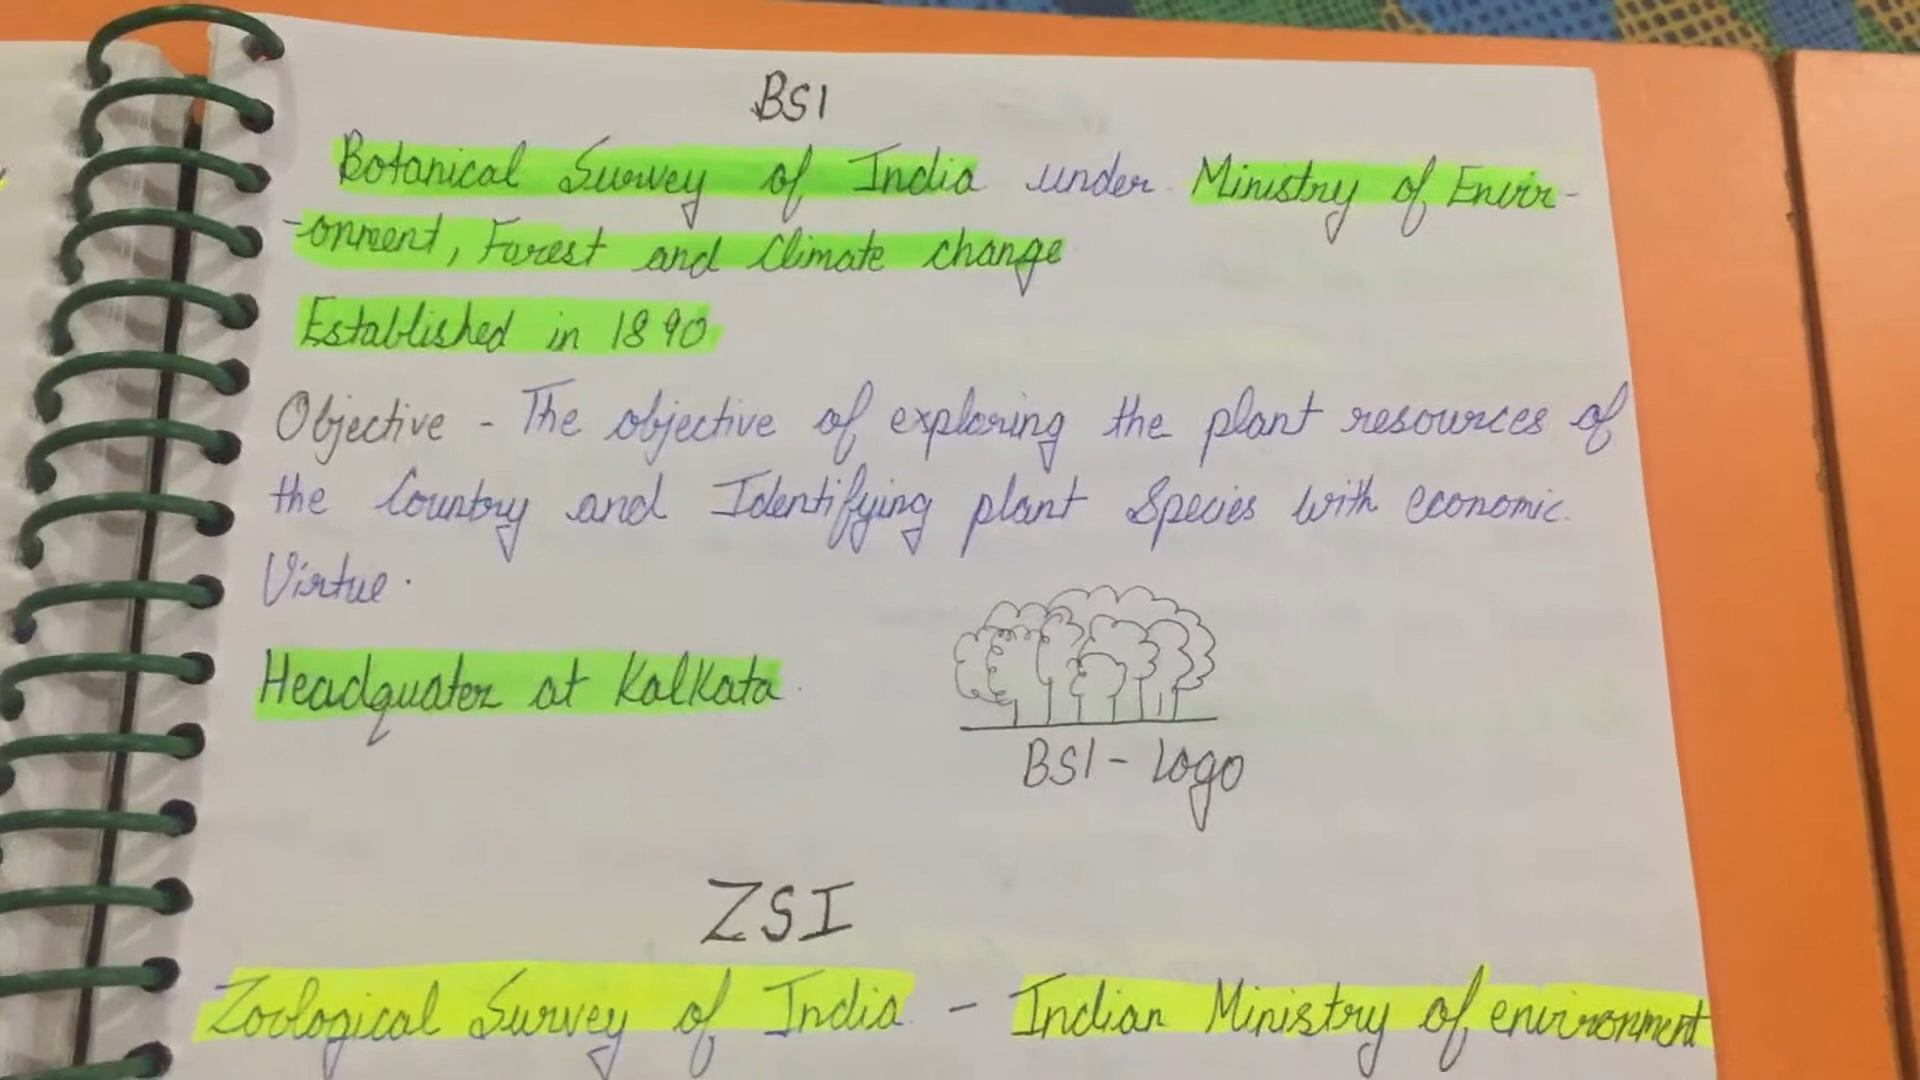 BSI
Botanical Survey of India under Ministry of Envir-
-onment, Forest and Climate change
Established in 1890
Objective - The objective of exploring the plant resources of
the Country and Identifying plant Species with economic
Virtue.
Headquater at Kalkata
BSI - Logo
ZSI
Zoological Survey of India - Indian Ministry of environment